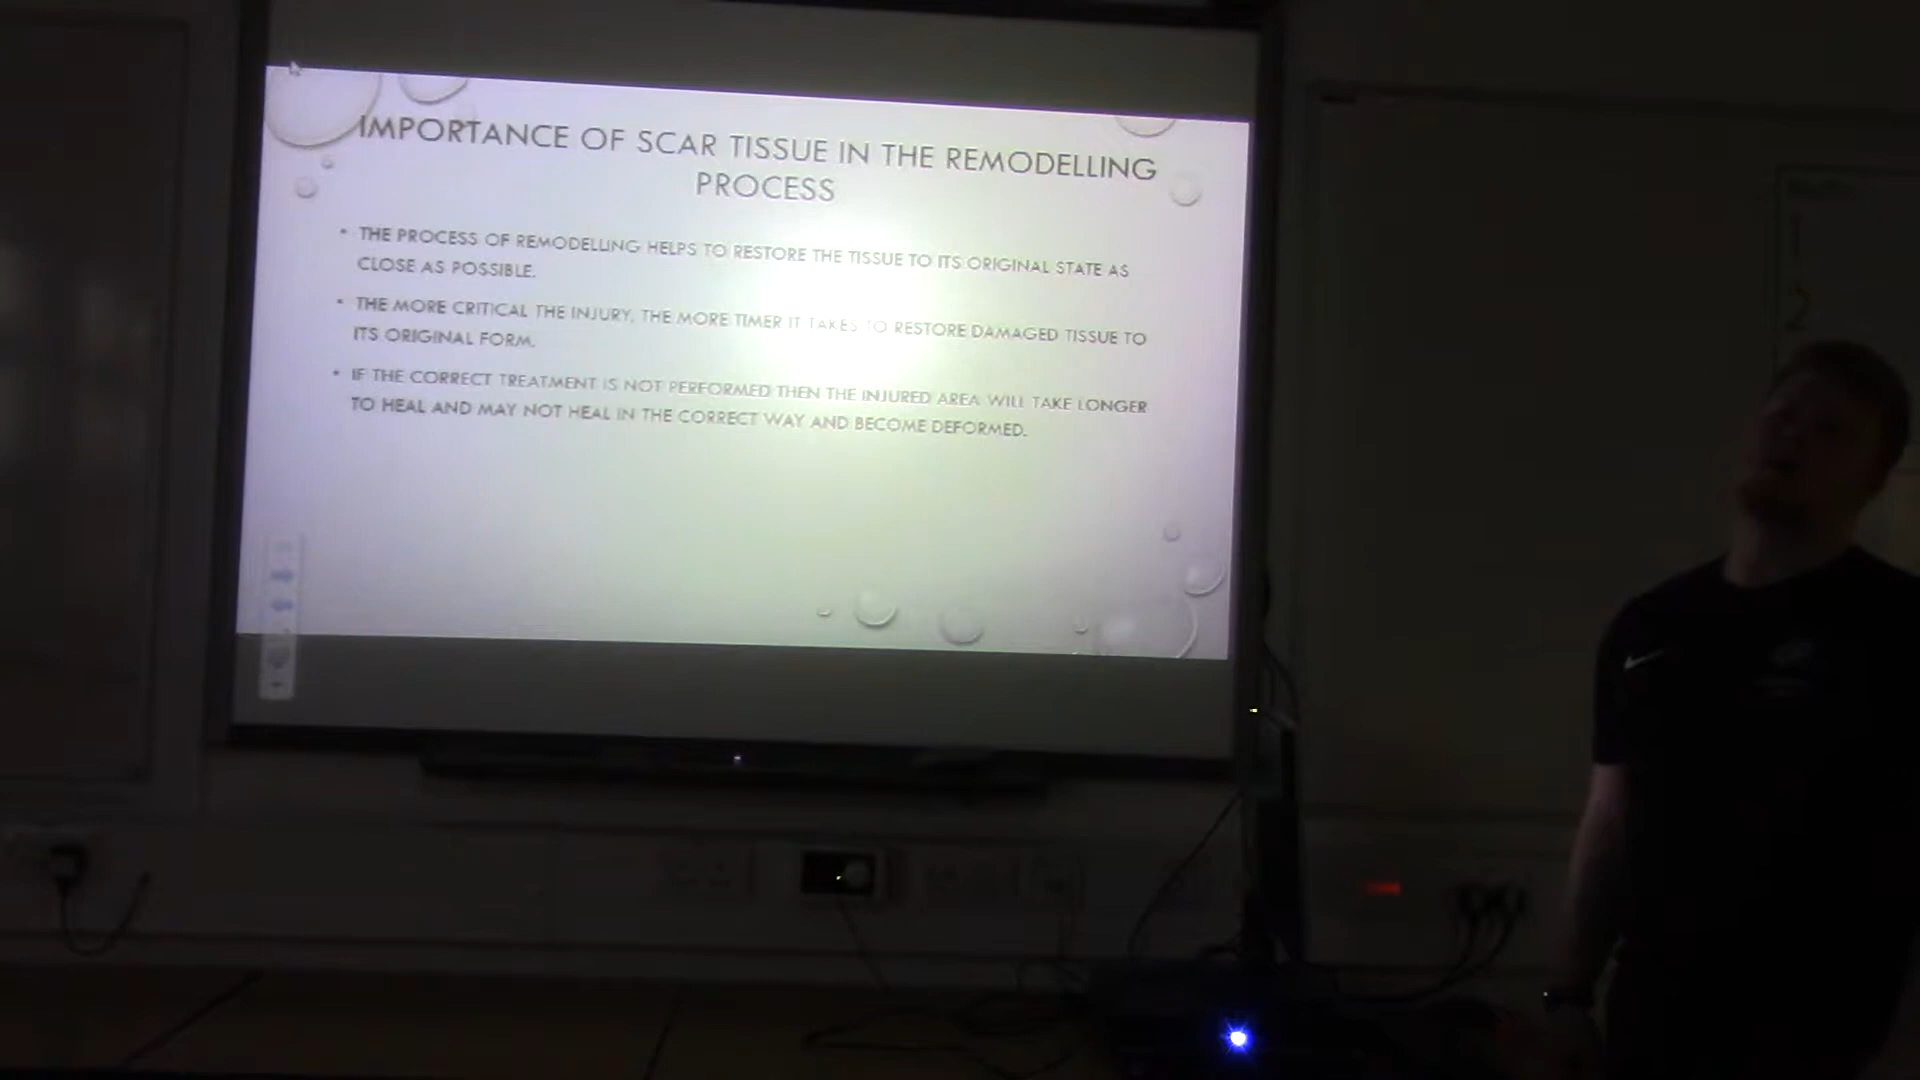 IMPORTANCE OF SCAR TISSUE IN THE REMODELLING
PROCESS
• THE PROCESS OF REMODELLING HELPS TO RESTORE THE TISSUE TO ITS ORIGINAL STATE AS
CLOSE AS POSSIBLE.
• THE MORE CRITICAL THE INJURY, THE MORE TIMER IT TAKES TO RESTORE DAMAGED TISSUE TO
ITS ORIGINAL FORM.
• IF THE CORRECT TREATMENT IS NOT PERFORMED THEN THE INJURED AREA WILL TAKE LONGER
TO HEAL AND MAY NOT HEAL IN THE CORRECT WAY AND BECOME DEFORMED.
1
2